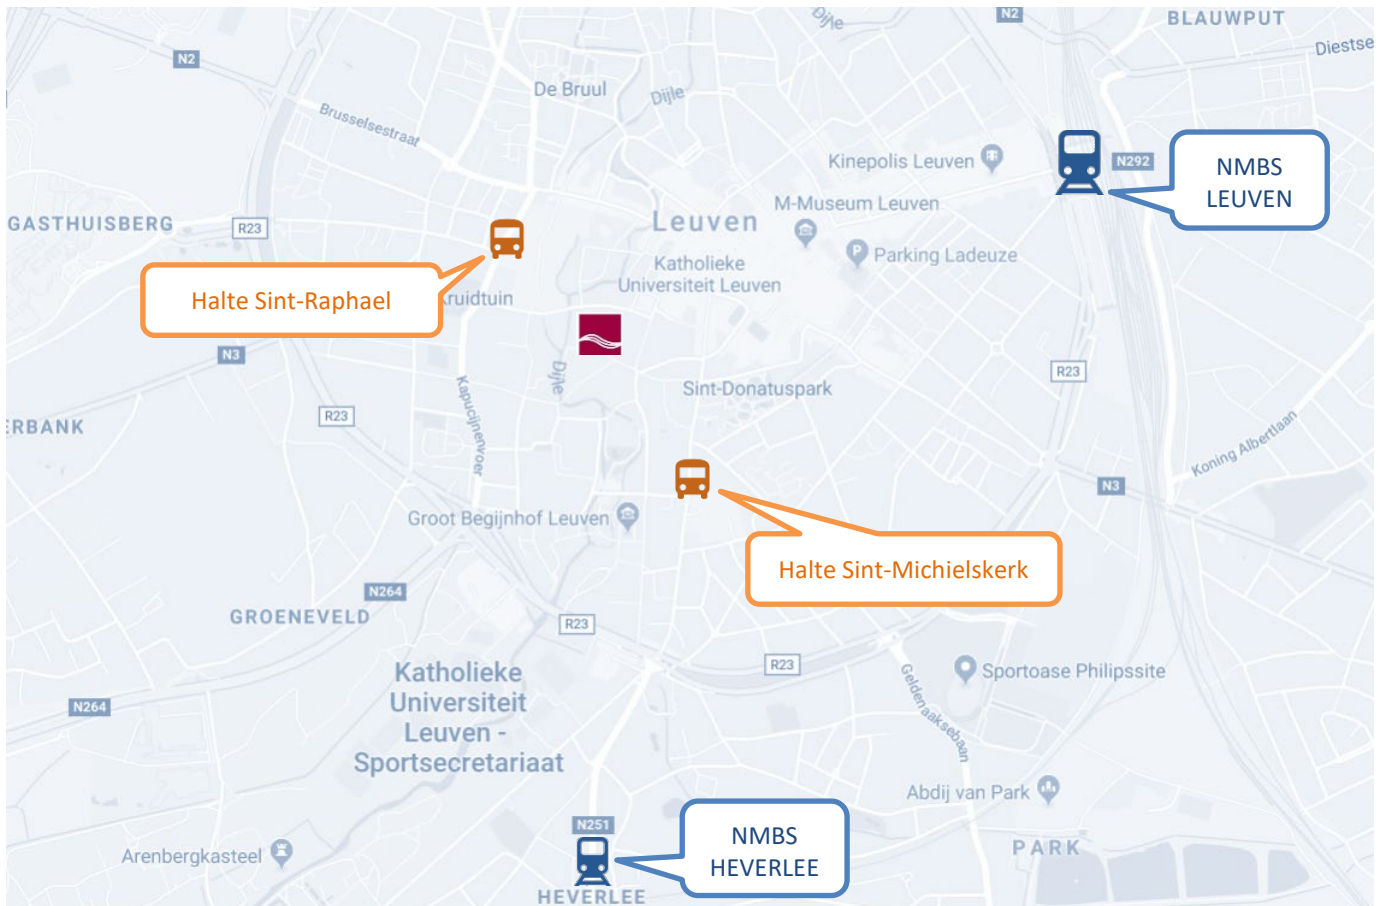 Dijle
N2
BLAUWPUT
Diestse
N2
De Bruul
Dijle
Brusselsestraat
Kinepolis Leuven
N292
NMBS
LEUVEN
M-Museum Leuven
GASTHUISBERG
R23
Leuven
Parking Ladeuze
Katholieke
Universiteit Leuven
Halte Sint-Raphael
Kruidtuin
N3
Dijle
R23
Kapucijnenvoer
Sint-Donatuspark
R23
ERBANK
Koning Albertlaan
N3
Groot Begijnhof Leuven
Halte Sint-Michielskerk
N264
GROENEVELD
R23
R23
Katholieke
Universiteit
Leuven -
Sportsecretariaat
Sportoase Philipssite
Geldenaaksebaan
N264
Abdij van Park
N251
NMBS
HEVERLEE
PARK
Arenbergkasteel
HEVERLEE